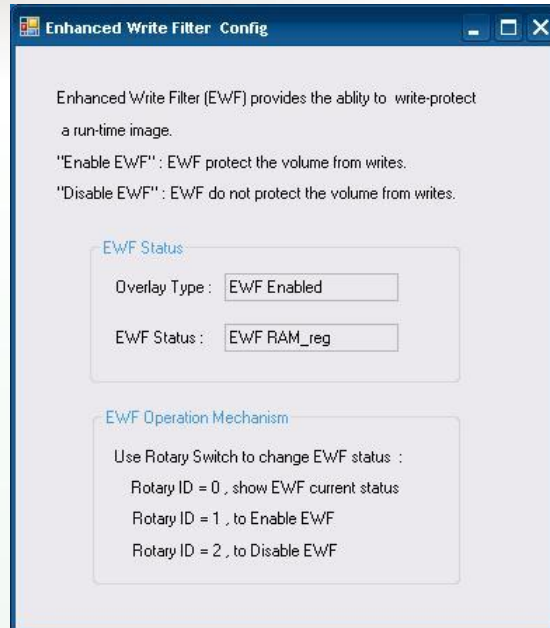 Enhanced Write Filter Config
Enhanced Write Filter (EWF) provides the ablity to write-protect
a run-time image.
"Enable EWF" : EWF protect the volume from writes.
"Disable EWF" : EWF do not protect the volume from writes.
EWF Status
Overlay Type : EWF Enabled
EWF Status : EWF RAM_reg
EWF Operation Mechanism
Use Rotary Switch to change EWF status :
Rotary ID = 0 , show EWF current status
Rotary ID = 1 , to Enable EWF
Rotary ID = 2 , to Disable EWF